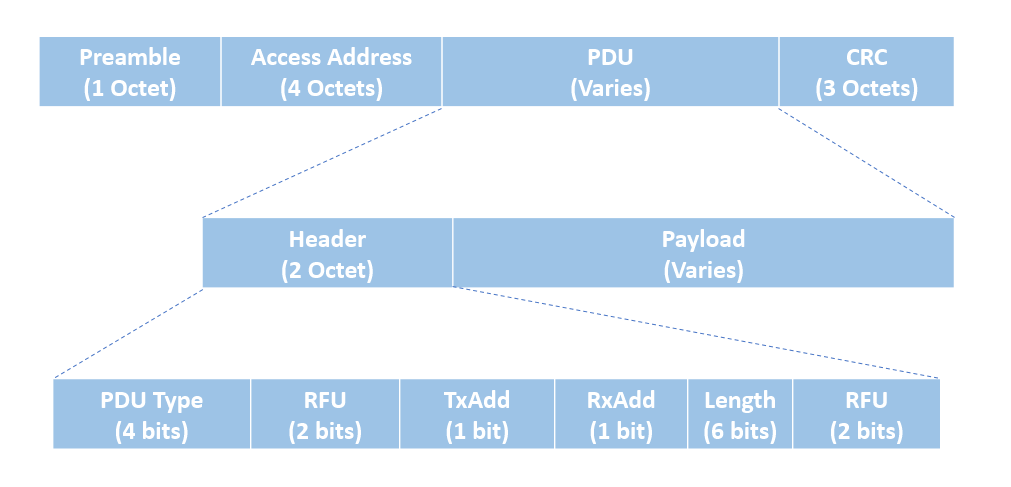 Preamble
(1 Octet)
Access Address
(4 Octets)
PDU
(Varies)
CRC
(3 Octets)
Header
(2 Octet)
Payload
(Varies)
PDU Type
(4 bits)
RFU
(2 bits)
TxAdd
(1 bit)
RxAdd
(1 bit)
Length
(6 bits)
RFU
(2 bits)